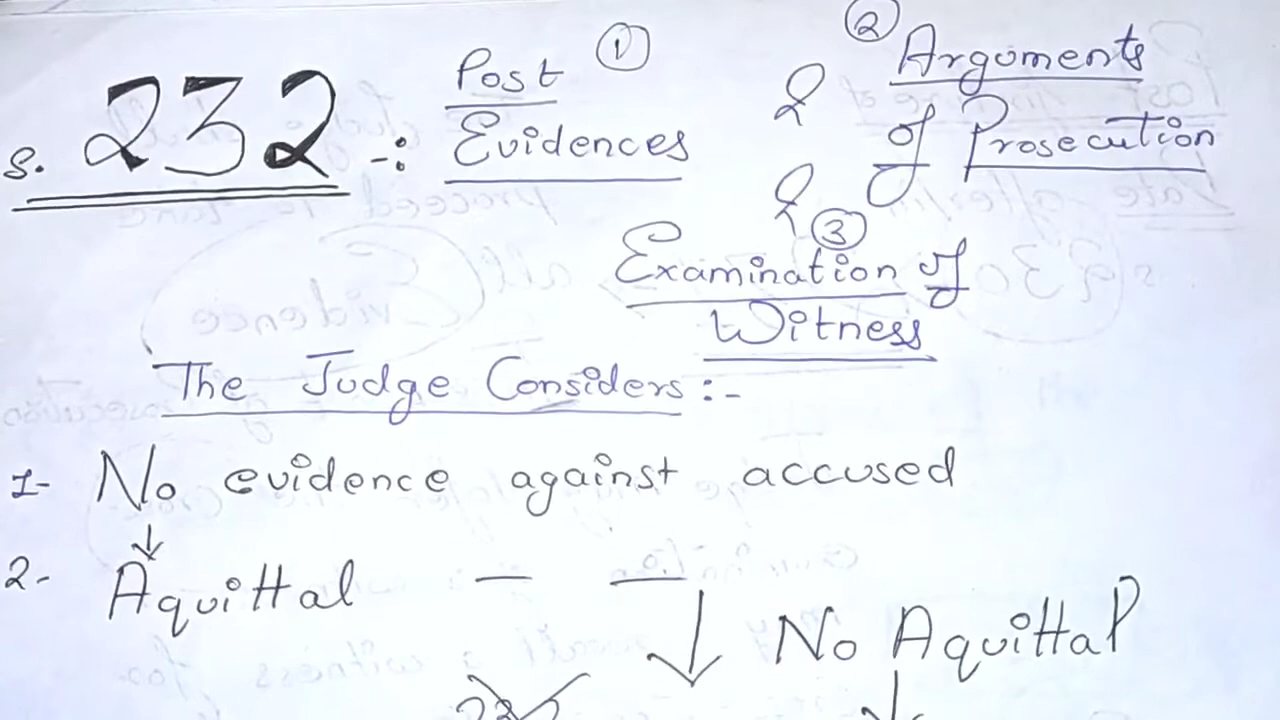 s. 232 -: Post ① & ② Arguments
Evidences of Prosecution
& ③
Examination of
Witness
The Judge Considers :-
1- No evidence against accused
↓
2- Aquittal — —
↓ No Aquittal
↓